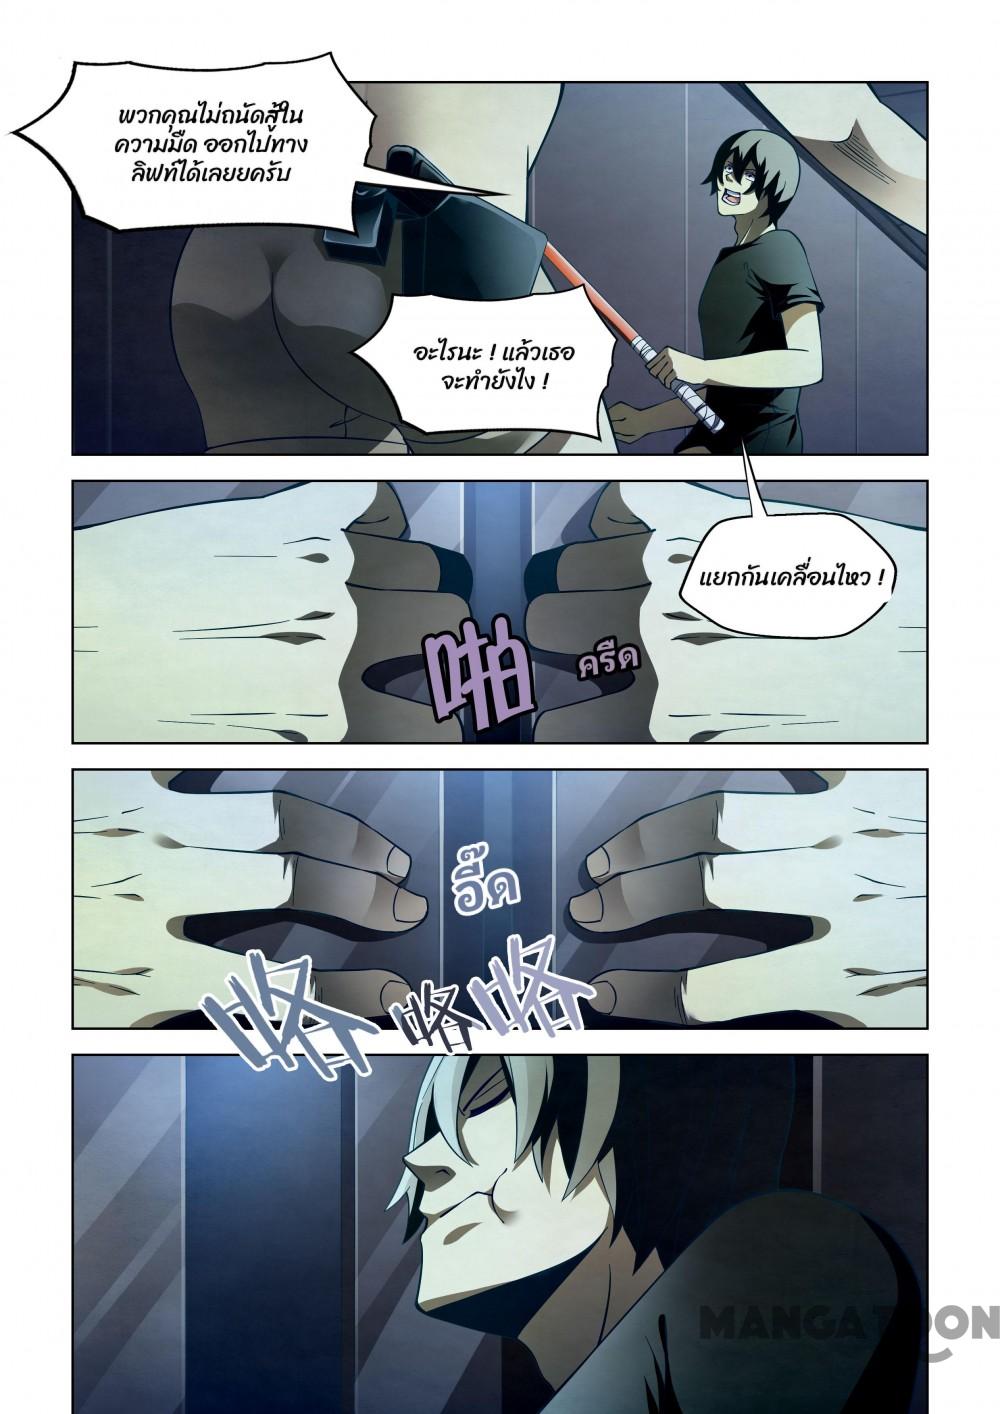 พวกคุณไม่ถนัดสู้ใน
ความมืด ออกไปทาง
ลิฟท์ได้เลยยครับ
อะไรนะ ! แล้วเธอ
จะทำยังไง !
แยกกันเคลื่อนไหว !
啪
ครืด
อี๊ด
咯
咯
咯
MANGATOON